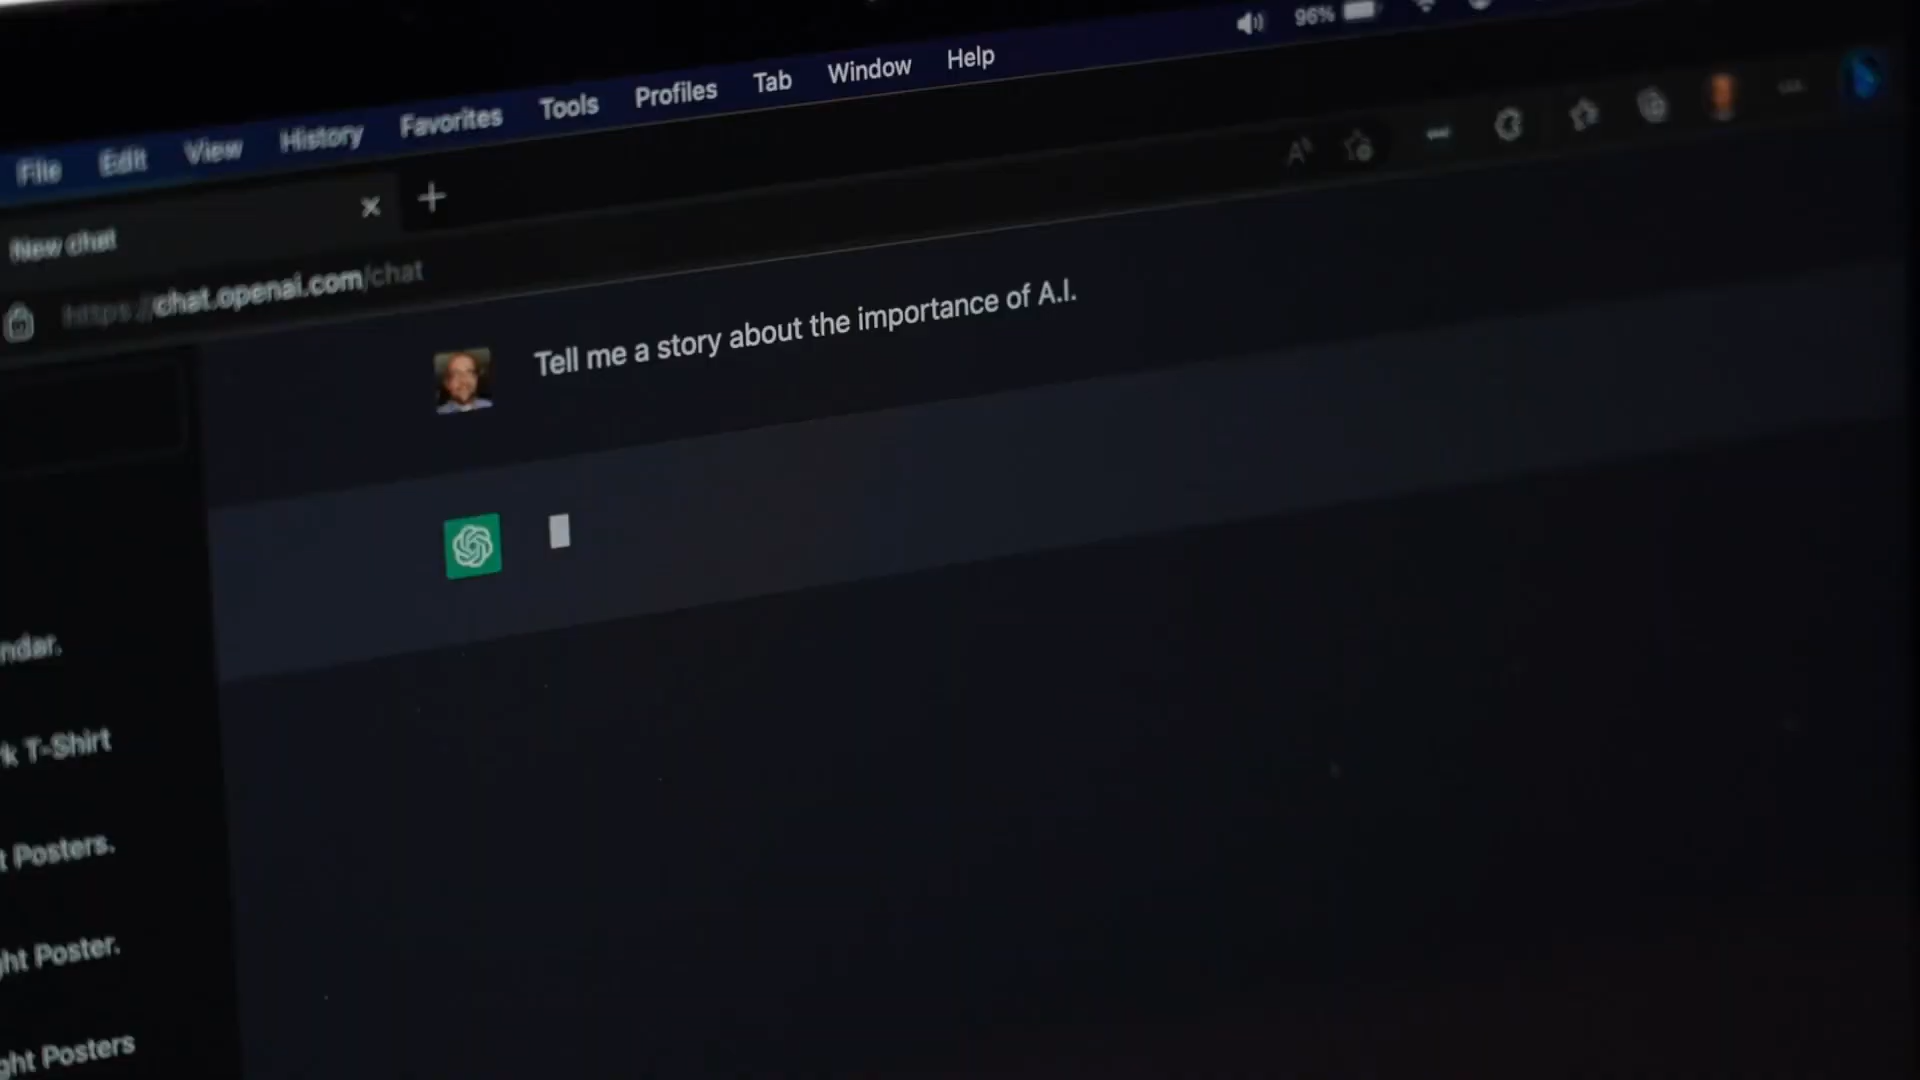 96%
File Edit View History Favorites Tools Profiles Tab Window Help
New chat
https://chat.openai.com/chat
Tell me a story about the importance of A.I.
ndar.
k T-Shirt
t Posters.
ght Poster.
ght Posters